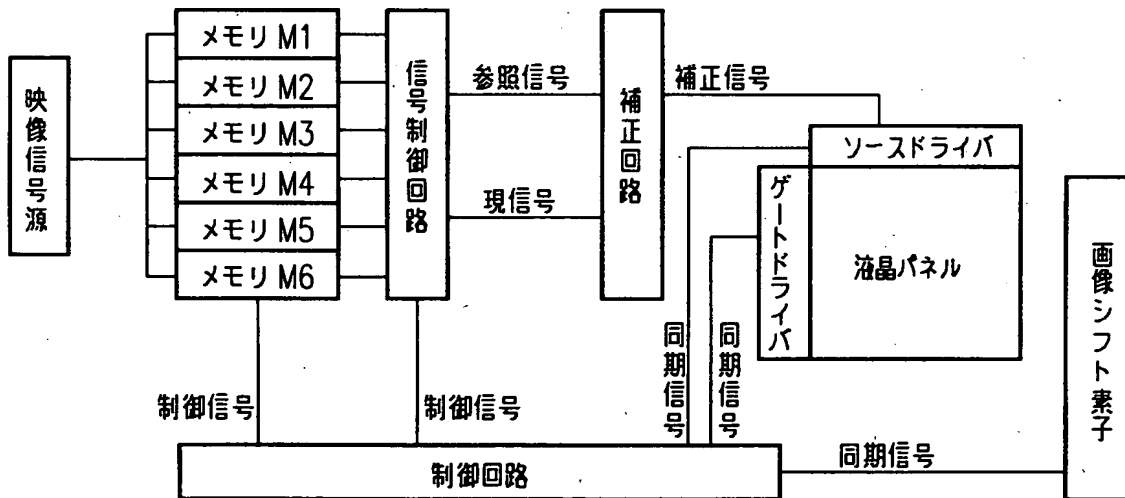 映像信号源
メモリ M1
メモリ M2
メモリ M3
メモリ M4
メモリ M5
メモリ M6
信号制御回路
参照信号
現信号
補正回路
補正信号
ソースドライバ
ゲートドライバ
液晶パネル
画像シフト素子
制御信号
制御信号
同期信号
同期信号
制御回路
同期信号